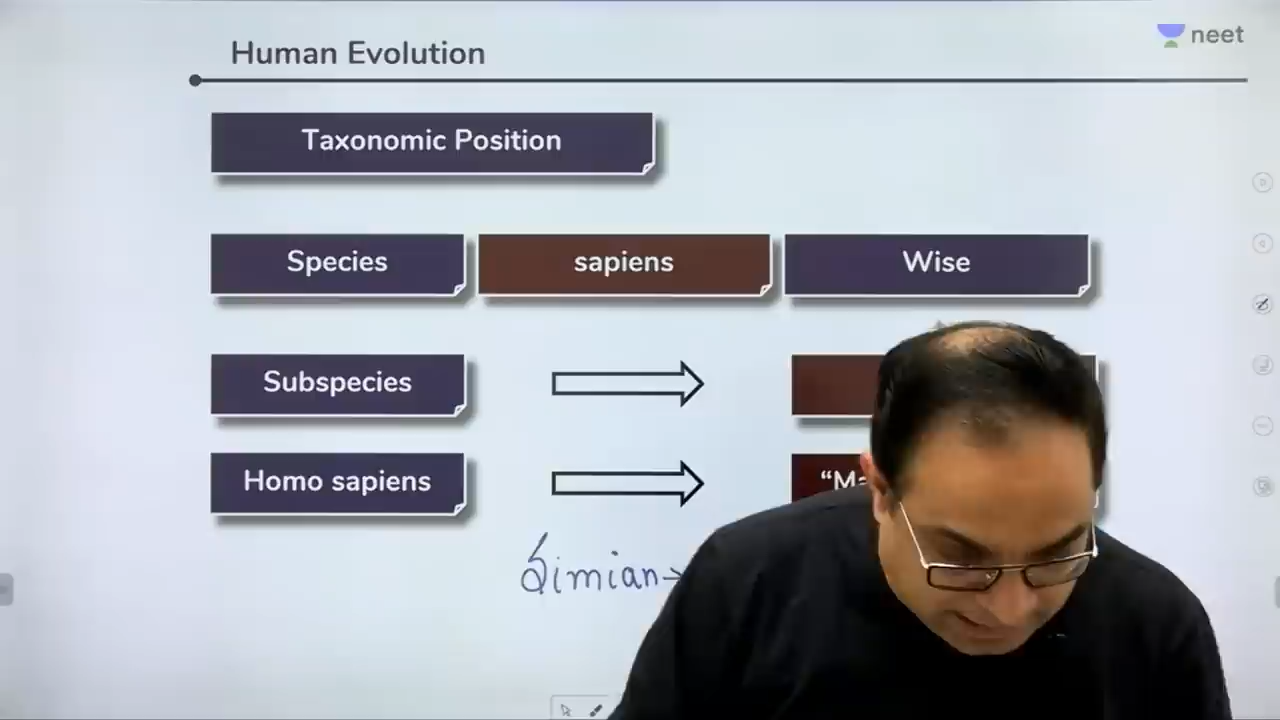 Human Evolution
neet
Taxonomic Position
Species
sapiens
Wise
Subspecies
Homo sapiens
Simian→